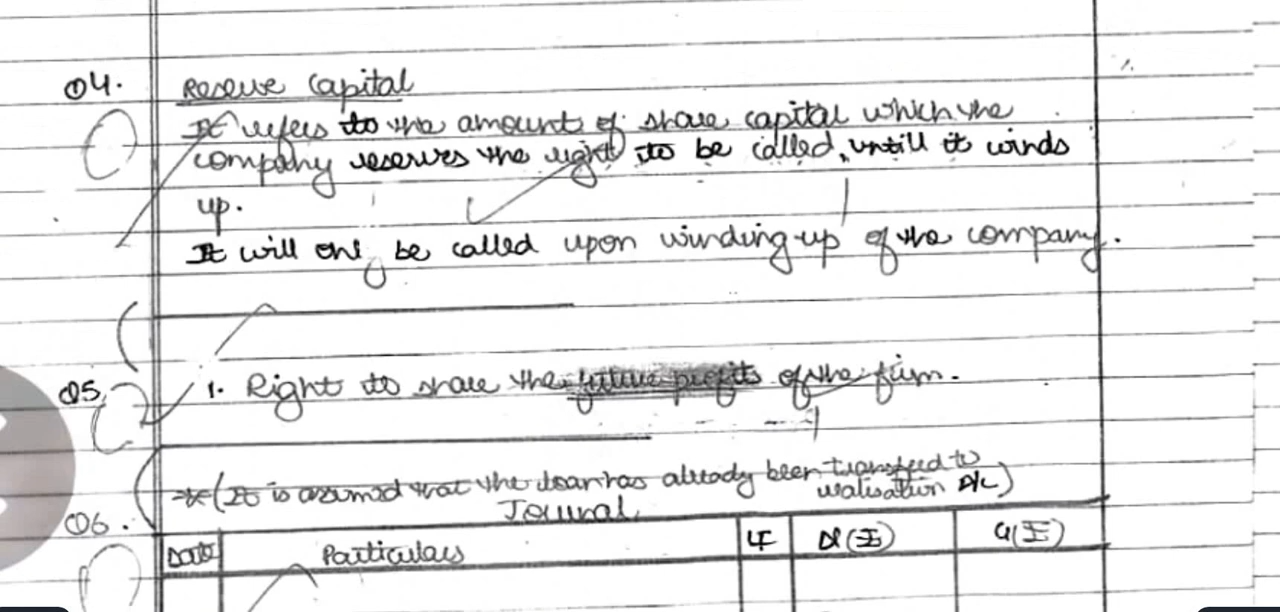 Q4. Reserve Capital
It refers to the amount of share capital which the
company reserves the right to be called, untill it winds
up.
It will only be called upon winding up of the company.
Q5. 1. Right to share the future profits of the firm.
* (It is assumed that the loan has already been transfeed to
realisation A/c)
Journal
Q6.
Date Particulars LF Dr (₹) Cr (₹)